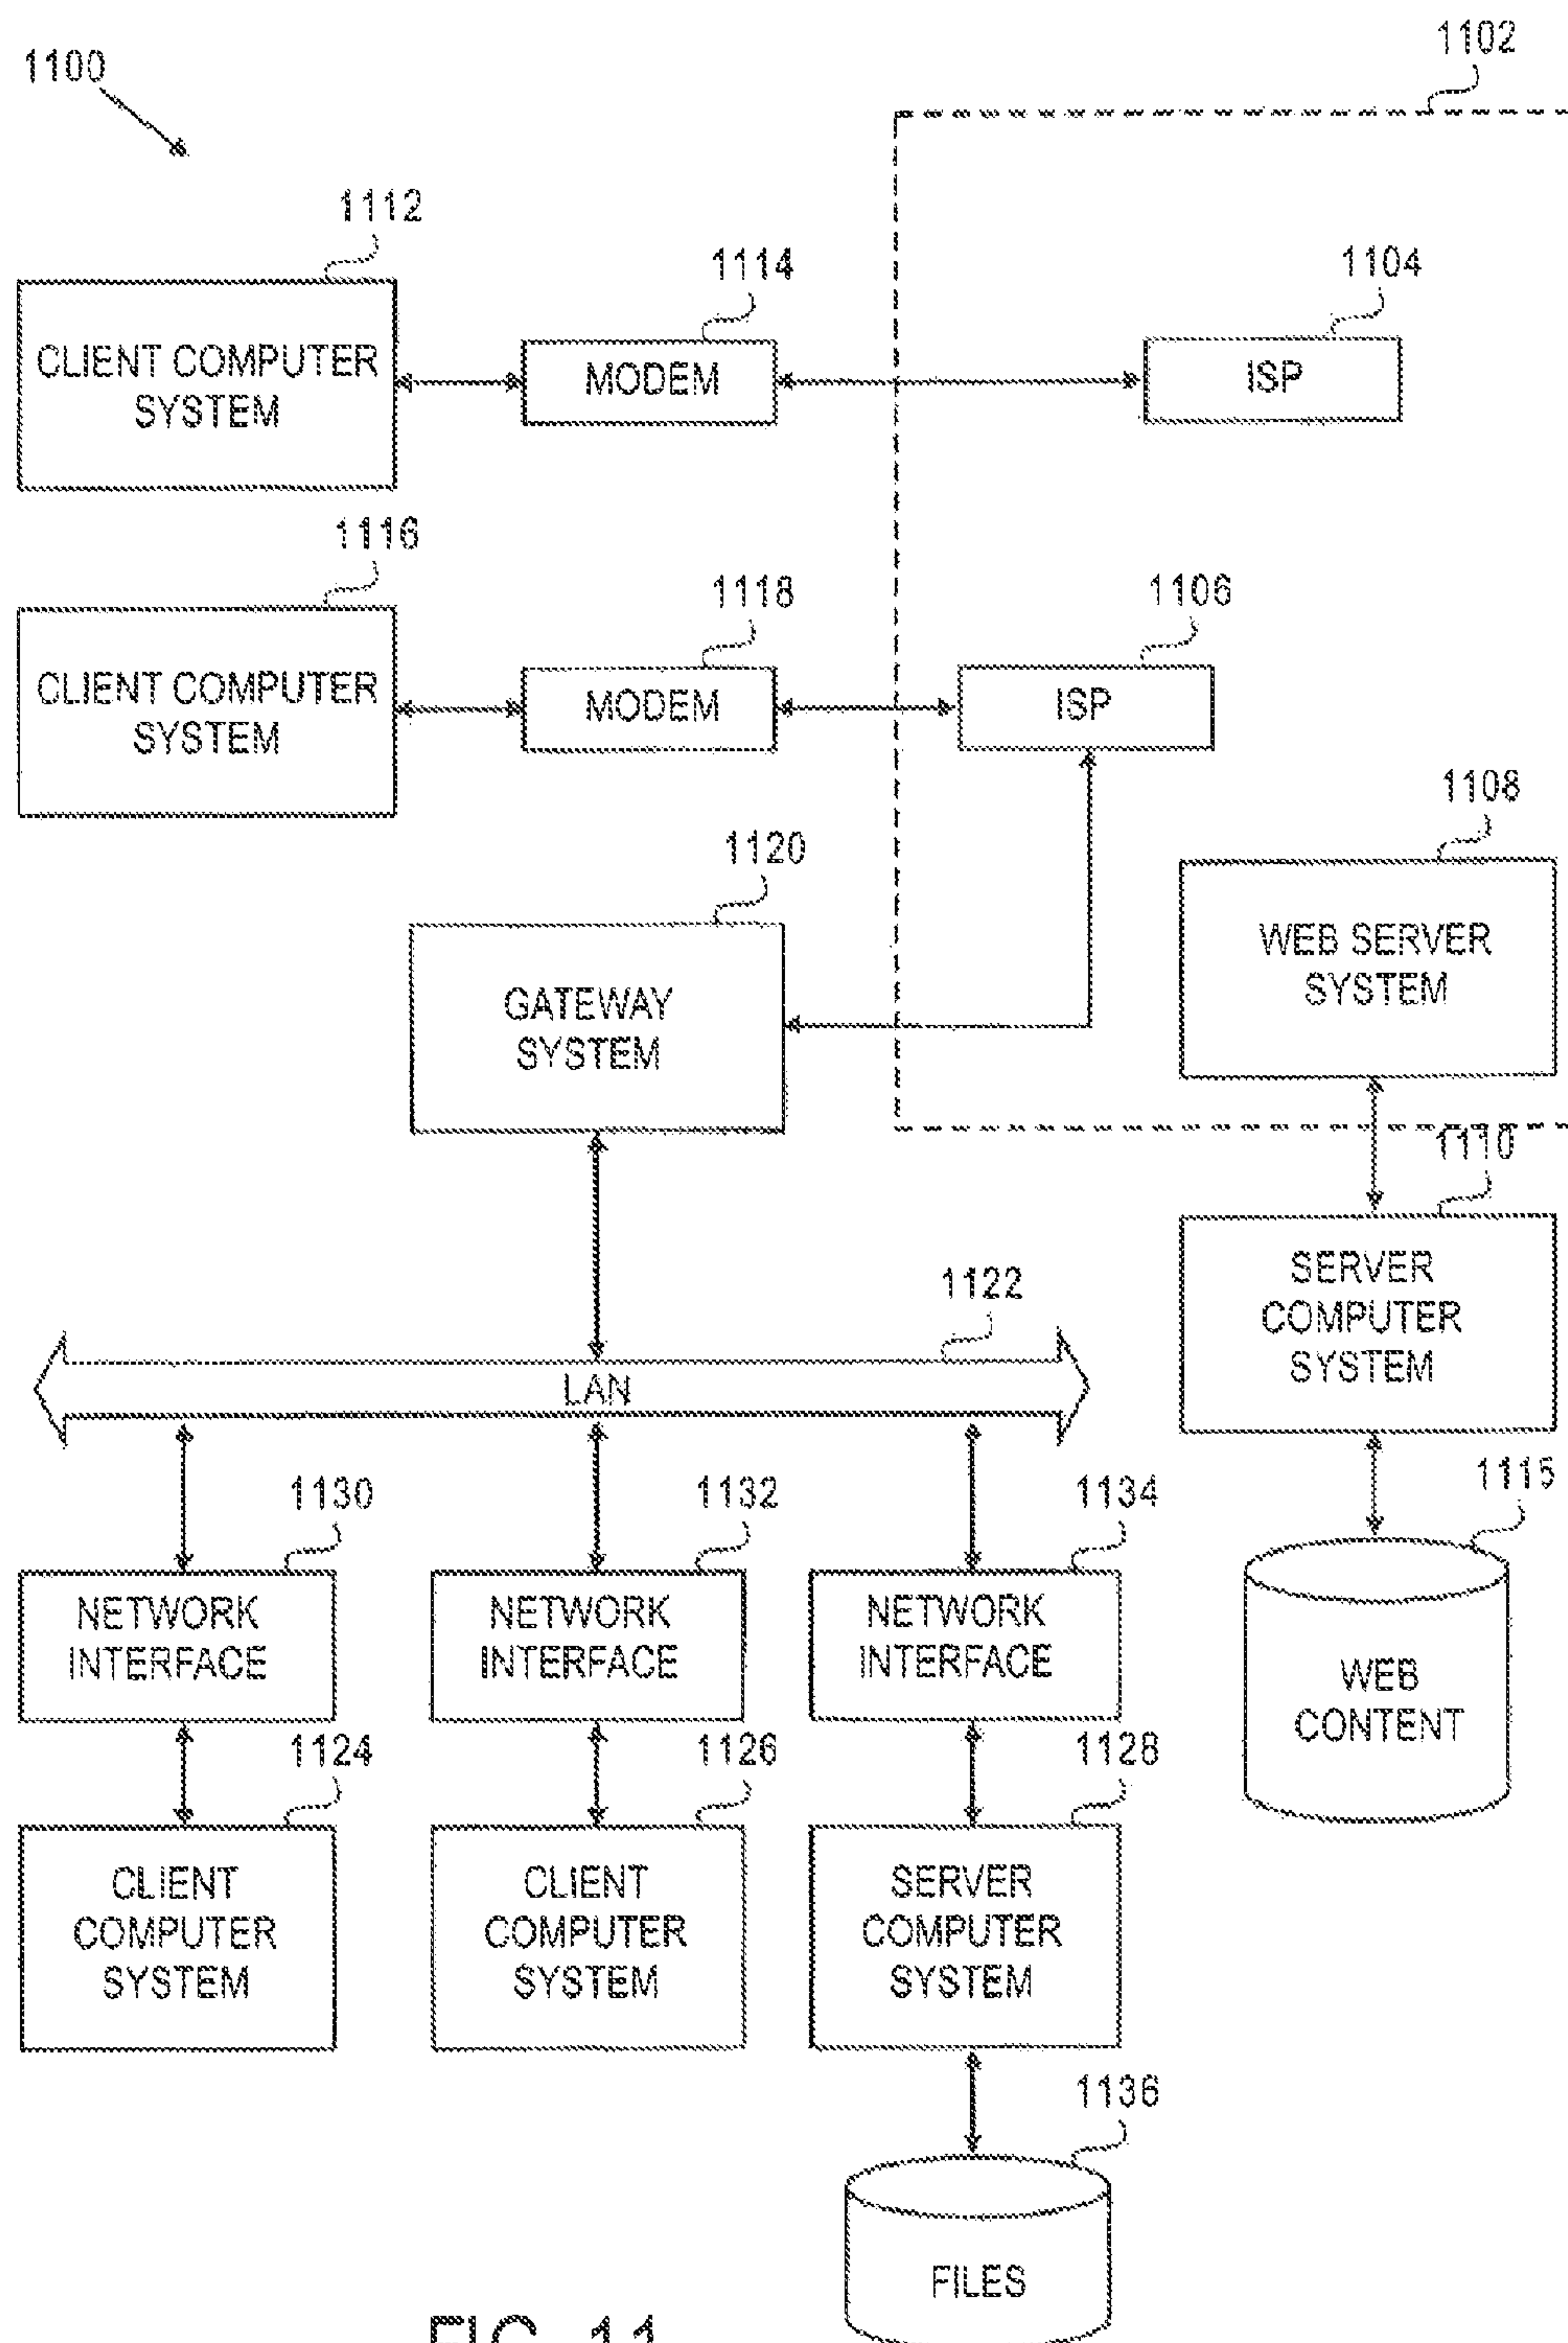 1100
1102
1112
1114
1104
CLIENT COMPUTER
SYSTEM
MODEM
ISP
1116
1118
1106
CLIENT COMPUTER
SYSTEM
MODEM
ISP
1108
1120
WEB SERVER
SYSTEM
GATEWAY
SYSTEM
1110
SERVER
COMPUTER
SYSTEM
1122
LAN
1115
1130
1132
1134
NETWORK
INTERFACE
NETWORK
INTERFACE
NETWORK
INTERFACE
WEB
CONTENT
1124
1126
1128
CLIENT
COMPUTER
SYSTEM
CLIENT
COMPUTER
SYSTEM
SERVER
COMPUTER
SYSTEM
1136
FILES
FIG. 11